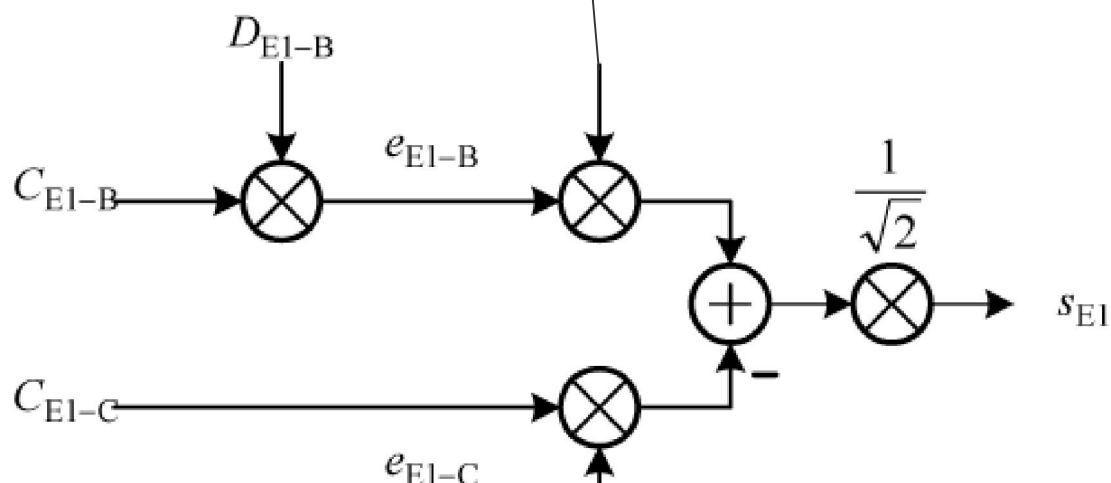 D_E1–B
e_E1–B
C_E1–B
1
√2
+
s_E1
−
C_E1–C
e_E1–C